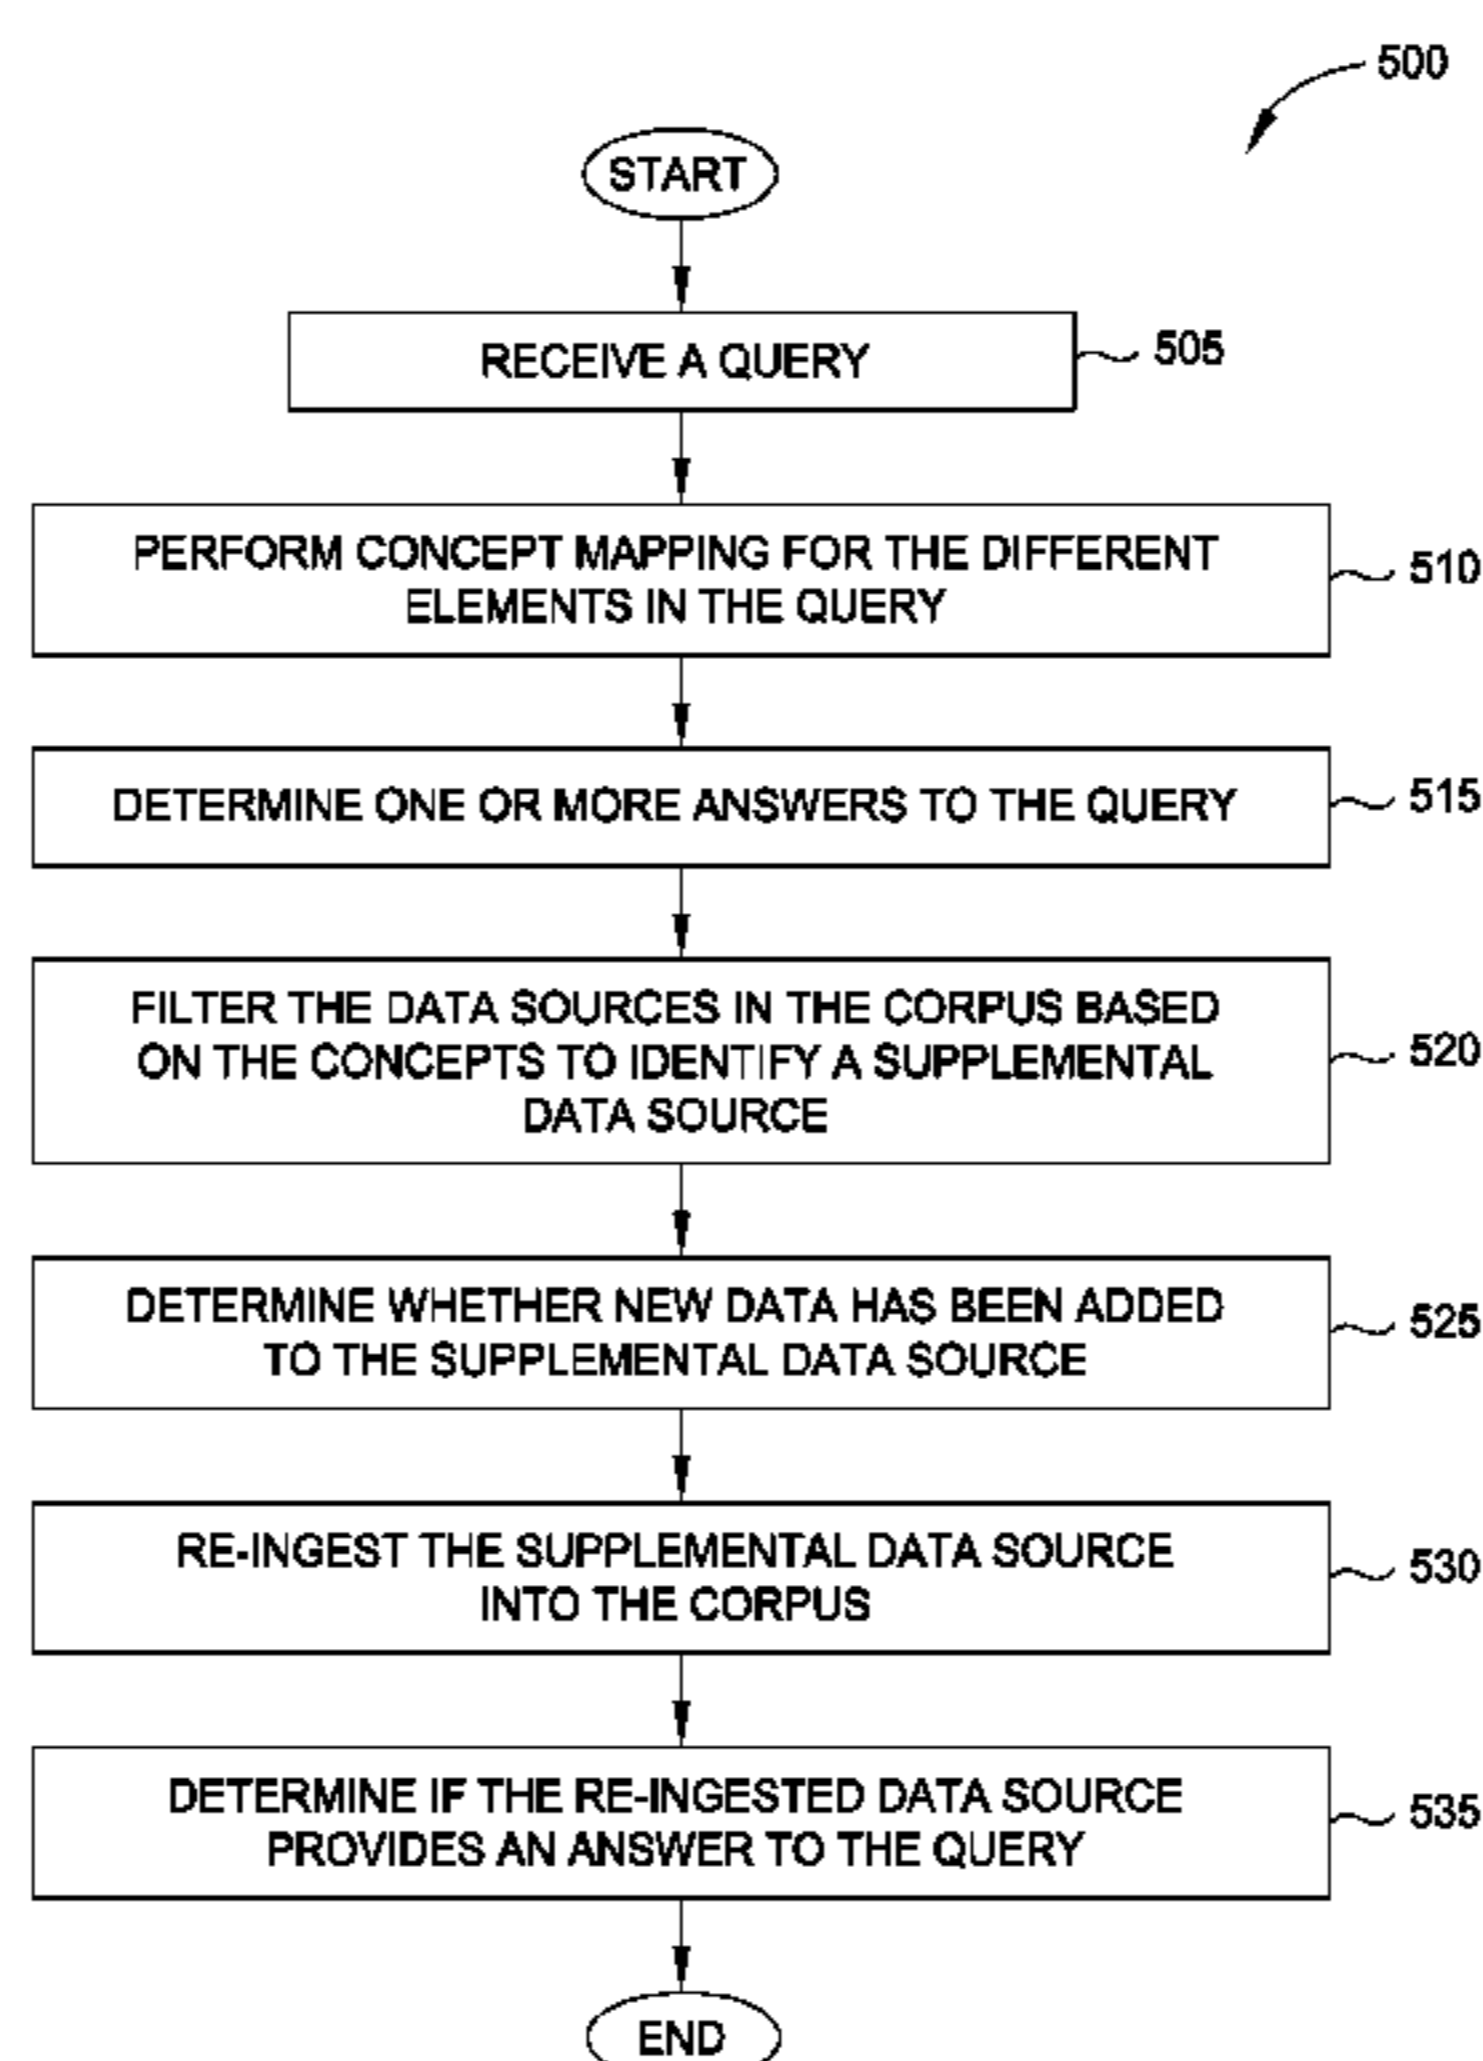 500
START
RECEIVE A QUERY
505
PERFORM CONCEPT MAPPING FOR THE DIFFERENT
ELEMENTS IN THE QUERY
510
DETERMINE ONE OR MORE ANSWERS TO THE QUERY
515
FILTER THE DATA SOURCES IN THE CORPUS BASED
ON THE CONCEPTS TO IDENTIFY A SUPPLEMENTAL
DATA SOURCE
520
DETERMINE WHETHER NEW DATA HAS BEEN ADDED
TO THE SUPPLEMENTAL DATA SOURCE
525
RE-INGEST THE SUPPLEMENTAL DATA SOURCE
INTO THE CORPUS
530
DETERMINE IF THE RE-INGESTED DATA SOURCE
PROVIDES AN ANSWER TO THE QUERY
535
END